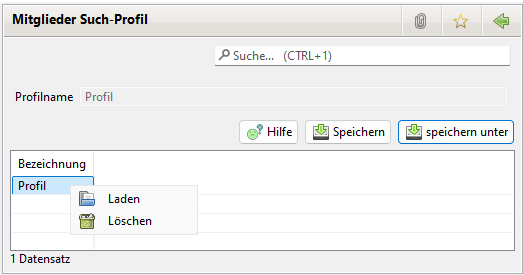 Mitglieder Such-Profil
Suche... (CTRL+1)
Profilname Profil
Hilfe Speichern speichern unter
Bezeichnung
Profil
Laden
Löschen
1 Datensatz